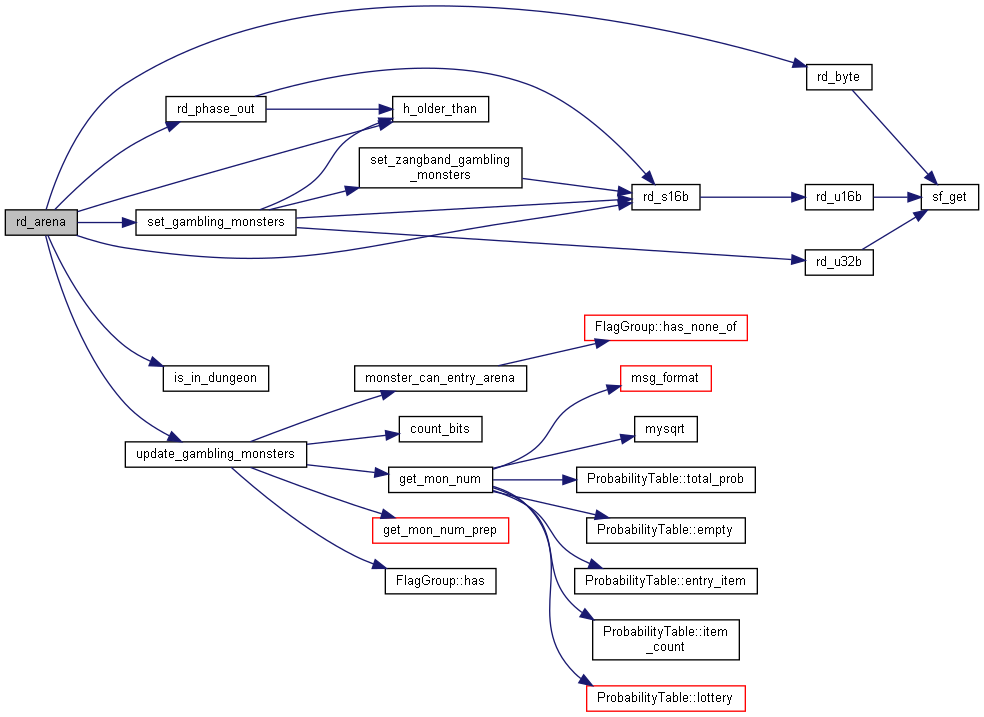 rd_byte
rd_phase_out
h_older_than
set_zangband_gambling
_monsters
rd_s16b
rd_u16b
sf_get
rd_arena
set_gambling_monsters
rd_u32b
FlagGroup::has_none_of
is_in_dungeon
monster_can_entry_arena
msg_format
count_bits
mysqrt
update_gambling_monsters
get_mon_num
ProbabilityTable::total_prob
get_mon_num_prep
ProbabilityTable::empty
FlagGroup::has
ProbabilityTable::entry_item
ProbabilityTable::item
_count
ProbabilityTable::lottery